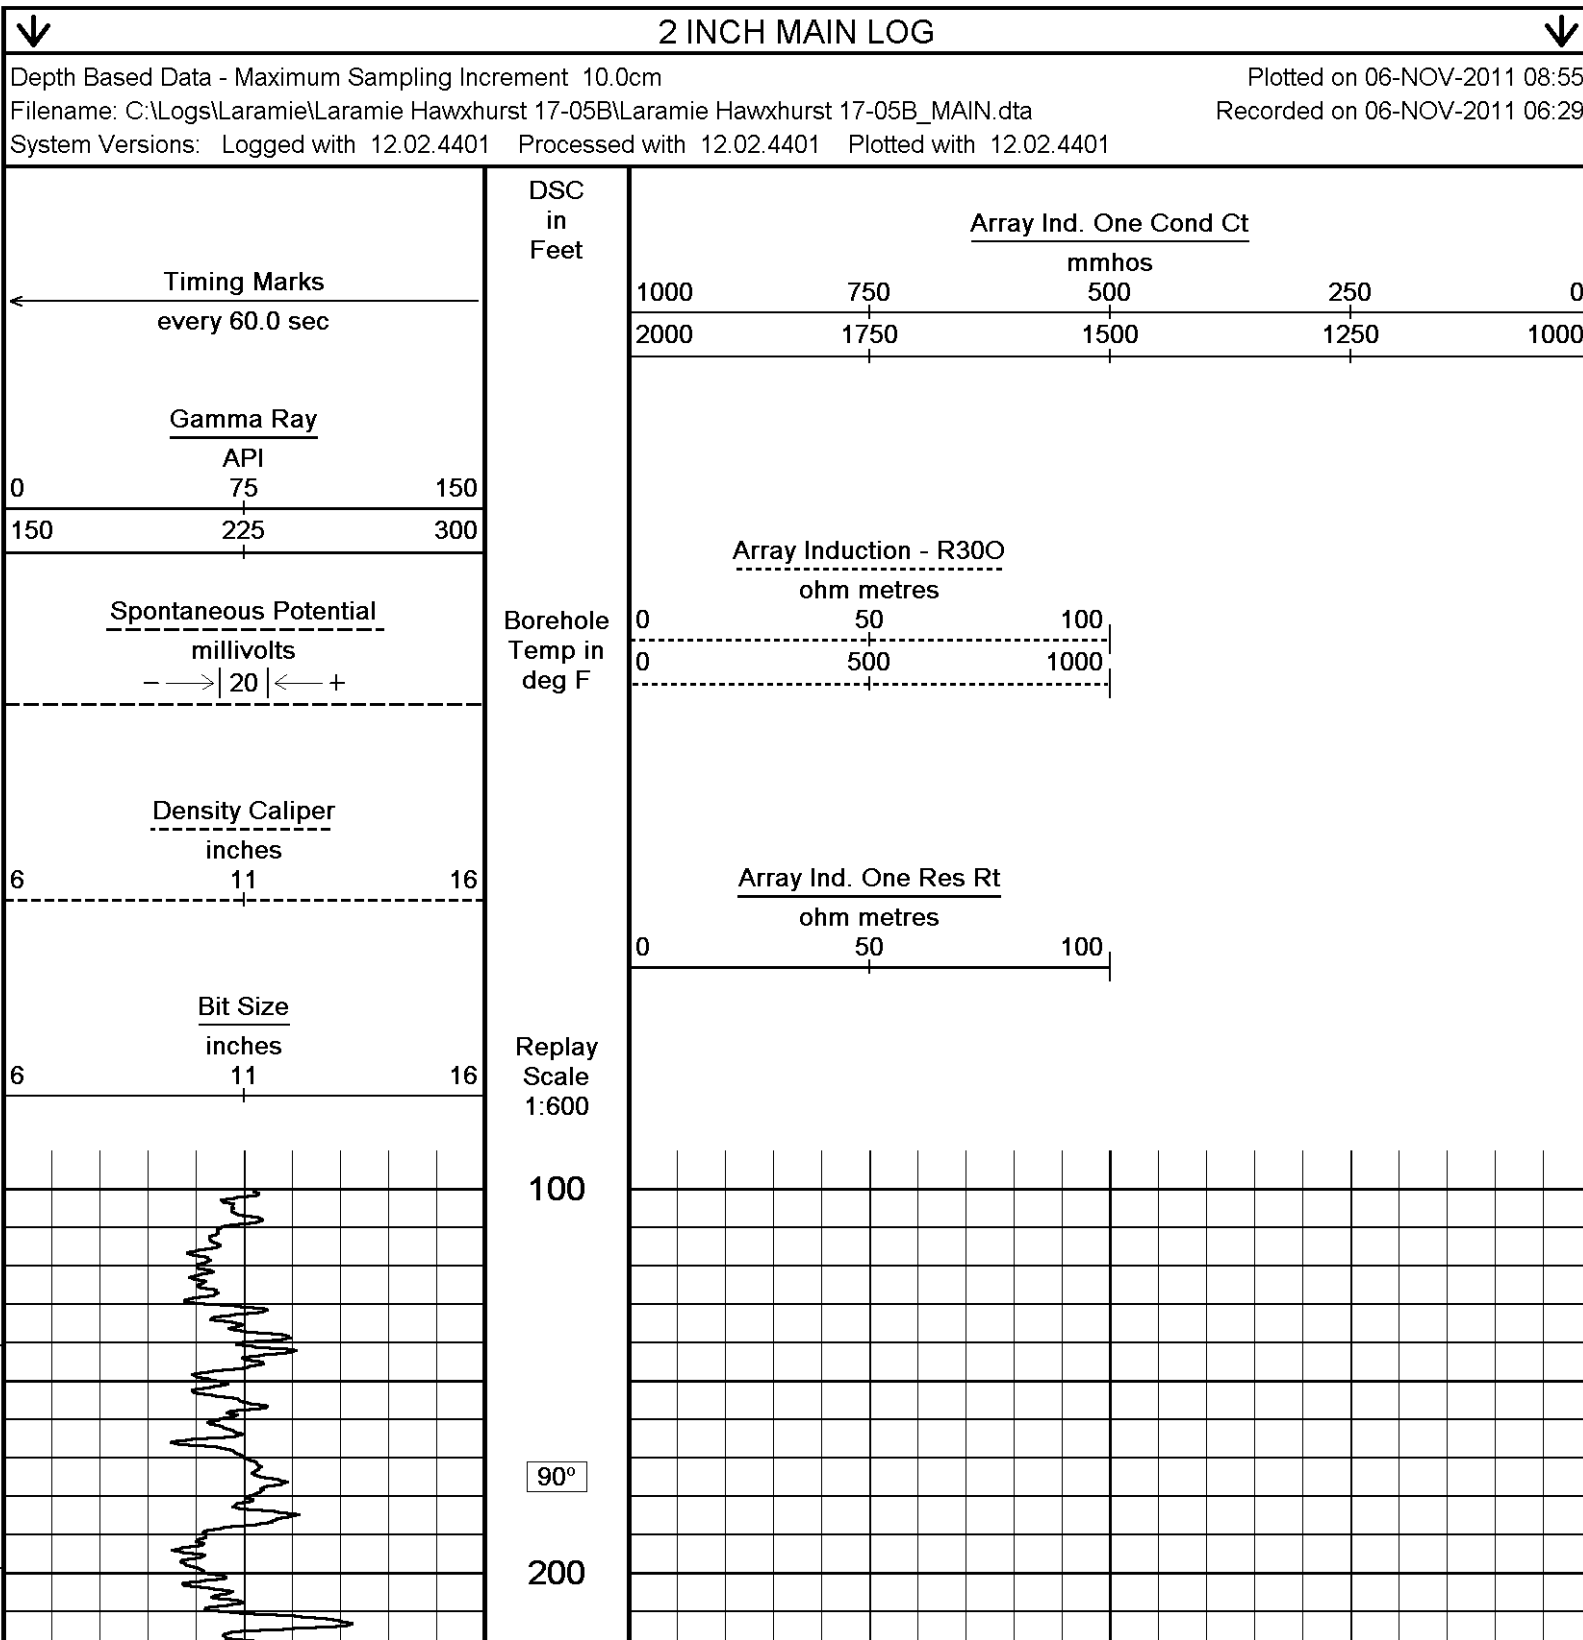 2 INCH MAIN LOG
Depth Based Data - Maximum Sampling Increment 10.0cm
Plotted on 06-NOV-2011 08:55
Filename: C:\Logs\Laramie\Laramie Hawxhurst 17-05B\Laramie Hawxhurst 17-05B_MAIN.dta
Recorded on 06-NOV-2011 06:29
System Versions: Logged with 12.02.4401 Processed with 12.02.4401 Plotted with 12.02.4401
Timing Marks
every 60.0 sec
Gamma Ray
API
0 75 150
150 225 300
Spontaneous Potential
millivolts
− 20 +
Density Caliper
inches
6 11 16
Bit Size
inches
6 11 16
DSC
in
Feet
Borehole
Temp in
deg F
Replay
Scale
1:600
Array Ind. One Cond Ct
mmhos
1000 750 500 250 0
2000 1750 1500 1250 1000
Array Induction - R30O
ohm metres
0 50 100
0 500 1000
Array Ind. One Res Rt
ohm metres
0 50 100
100
90°
200